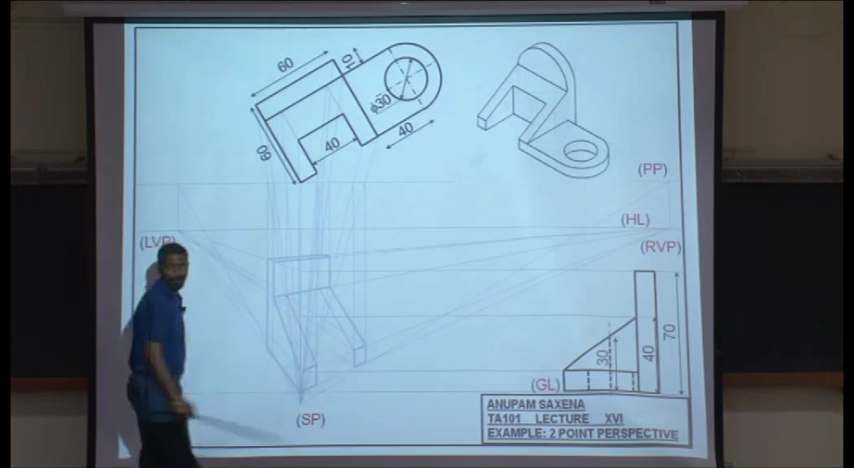 60
10
ϕ30
60
40
40
(PP)
(HL)
(LVP)
(RVP)
70
30
40
(GL)
(SP)
ANUPAM SAXENA
TA101 LECTURE XVI
EXAMPLE: 2 POINT PERSPECTIVE